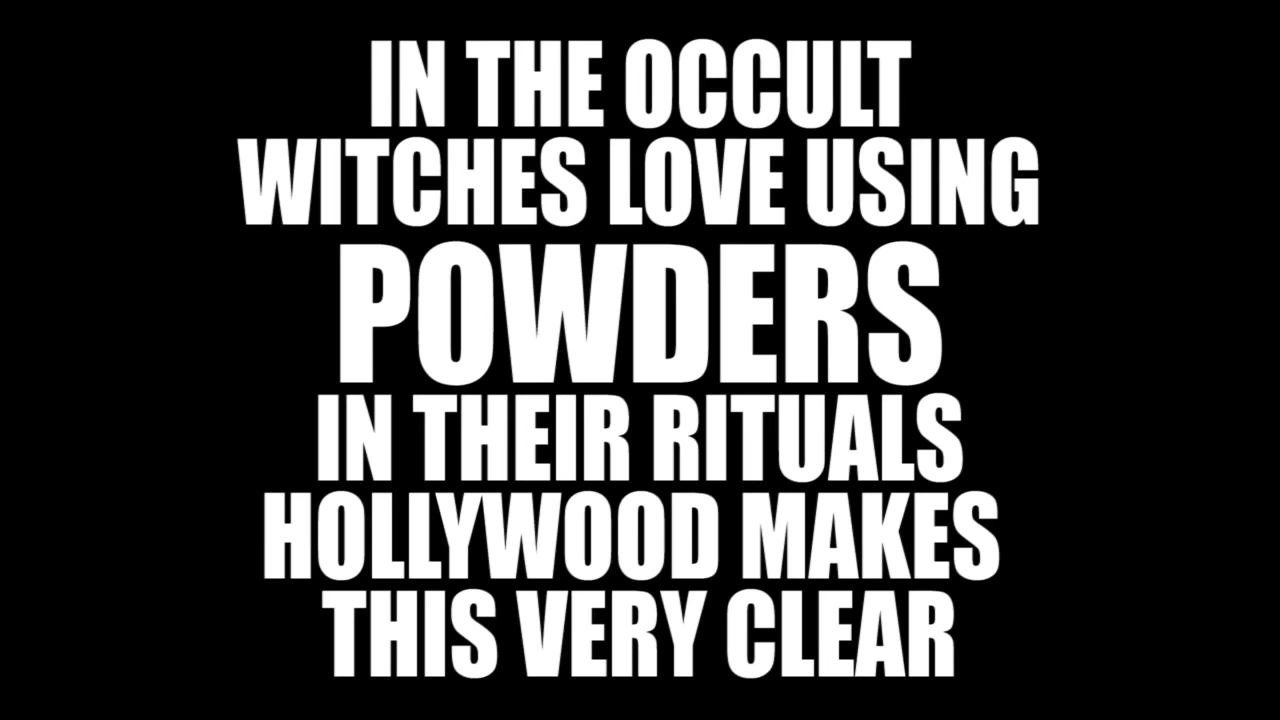 IN THE OCCULT
WITCHES LOVE USING
POWDERS
IN THEIR RITUALS
HOLLYWOOD MAKES
THIS VERY CLEAR